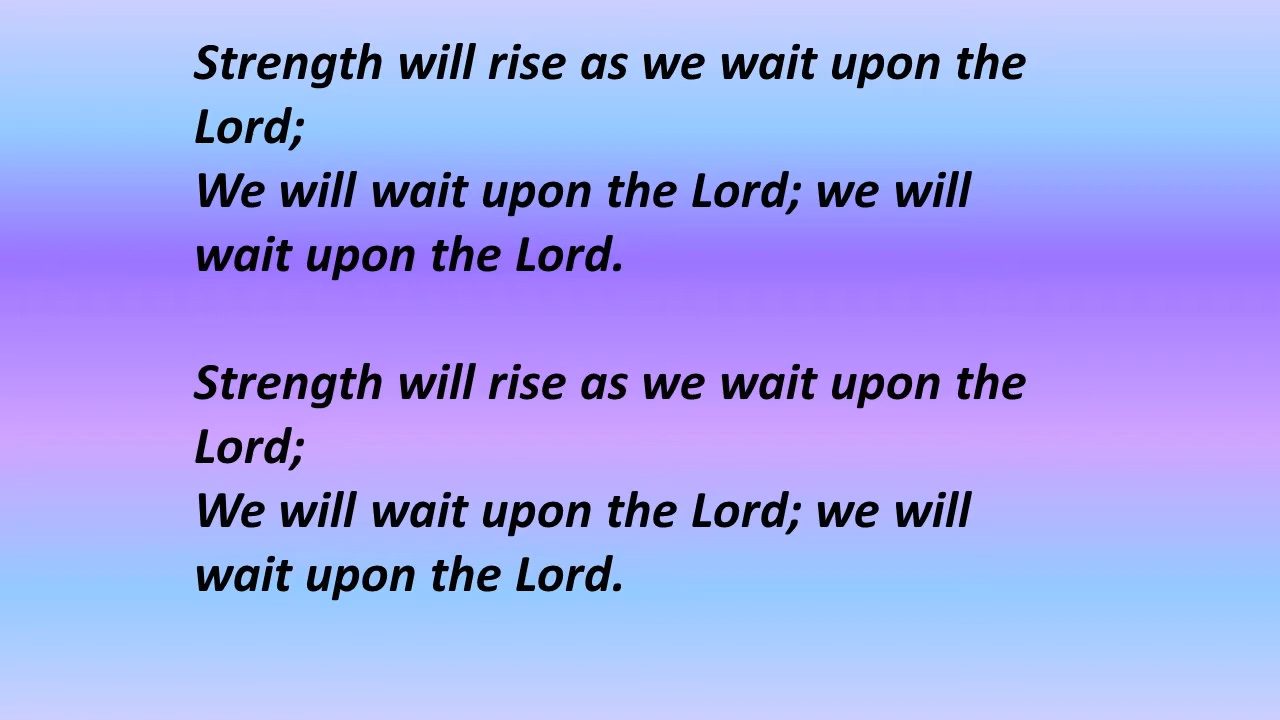 Strength will rise as we wait upon the
Lord;
We will wait upon the Lord; we will
wait upon the Lord.
Strength will rise as we wait upon the
Lord;
We will wait upon the Lord; we will
wait upon the Lord.